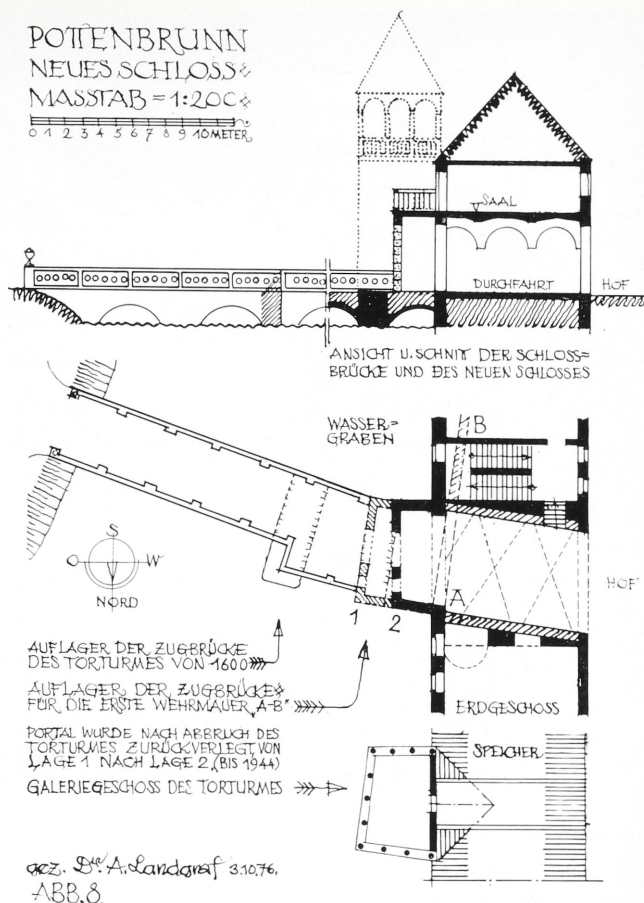 POTTENBRUNN
NEUES SCHLOSS
MASSTAB = 1:200
0 1 2 3 4 5 6 7 8 9 10 METER
SAAL
DURCHFAHRT
HOF
ANSICHT U. SCHNIT DER SCHLOSS=
BRÜCKE UND DES NEUEN SCHLOSSES
WASSER=
GRABEN
B
S
O W
NORD
A
HOF
1 2
AUFLAGER DER ZUGBRÜCKE
DES TORTURMES VON 1600
AUFLAGER DER ZUGBRÜCKE
FÜR DIE ERSTE WEHRMAUER „A-B"
ERDGESCHOSS
PORTAL WURDE NACH ABBRUCH DES
TORTURMES ZURÜCKVERLEGT, VON
LAGE 1 NACH LAGE 2, (BIS 1944)
SPEICHER
GALERIEGESCHOSS DES TORTURMES
gez. Dr. A. Landgraf 3.10.76.
ABB. 8